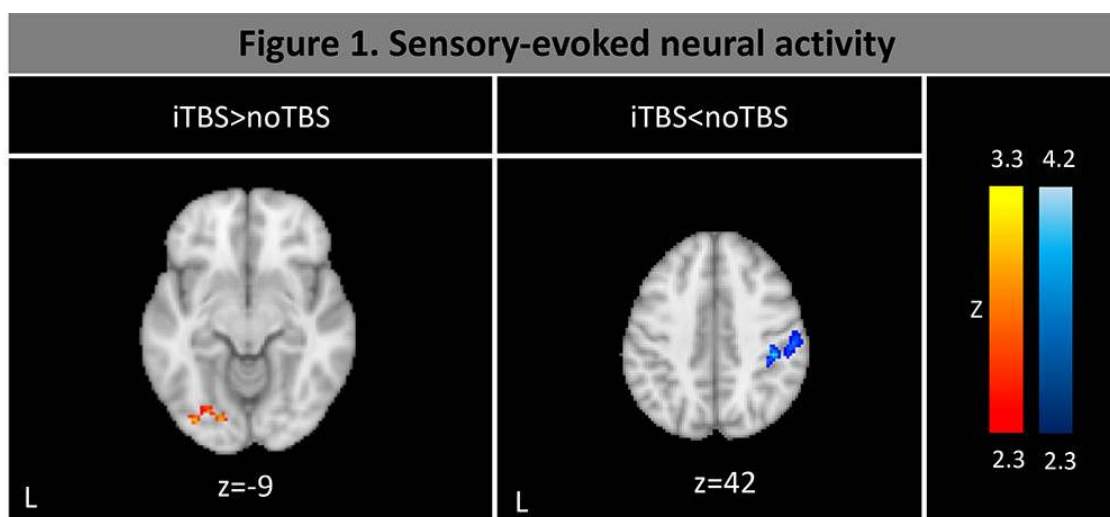 Figure 1. Sensory-evoked neural activity
iTBS>noTBS
iTBS<noTBS
3.3 4.2
Z
2.3 2.3
L
z=-9
L
z=42